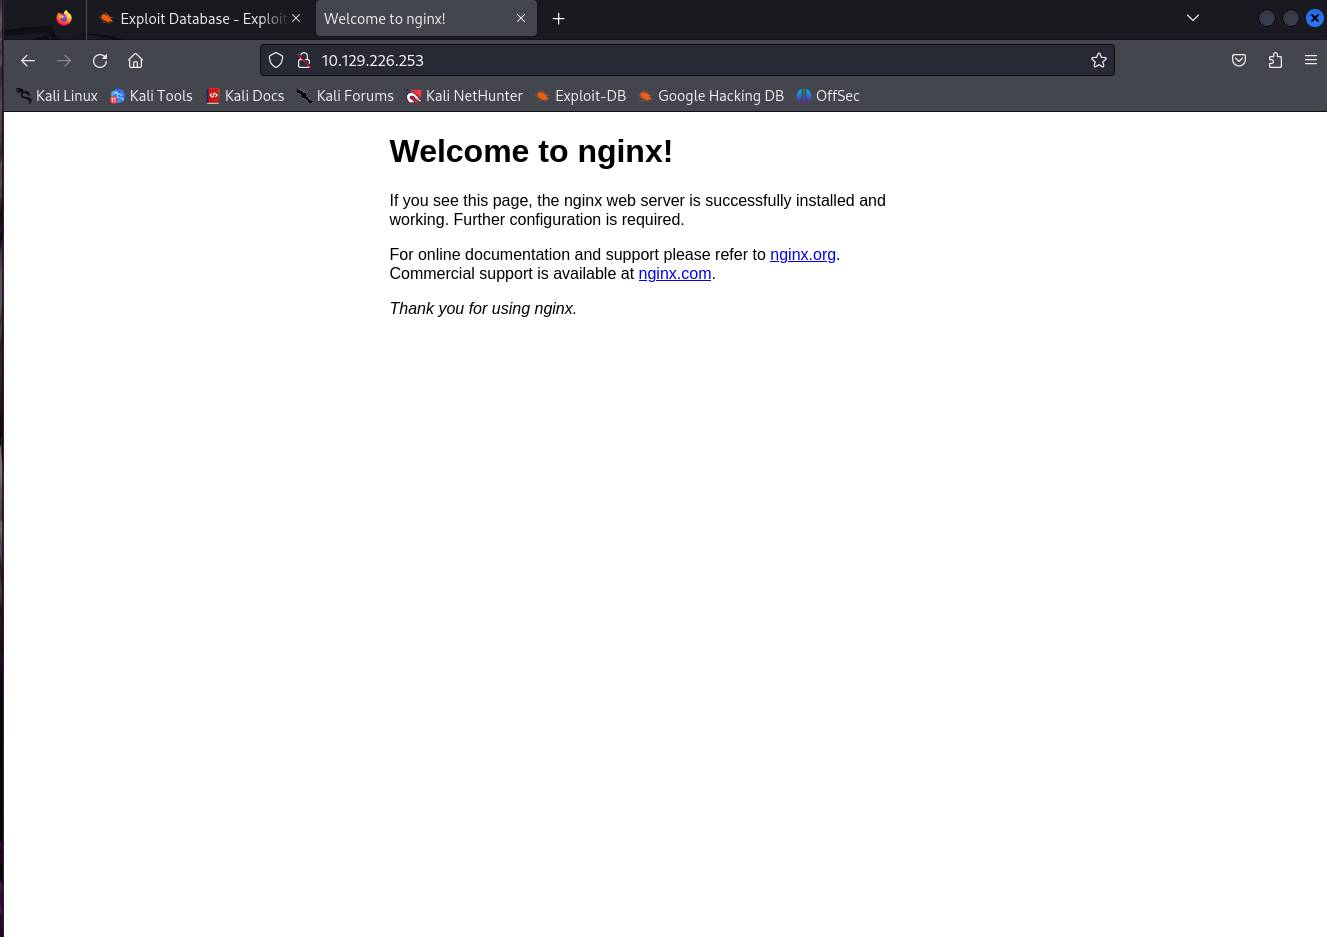 Exploit Database - Exploit
Welcome to nginx!
10.129.226.253
Kali Linux Kali Tools Kali Docs Kali Forums Kali NetHunter Exploit-DB Google Hacking DB OffSec
Welcome to nginx!
If you see this page, the nginx web server is successfully installed and
working. Further configuration is required.
For online documentation and support please refer to nginx.org.
Commercial support is available at nginx.com.
Thank you for using nginx.